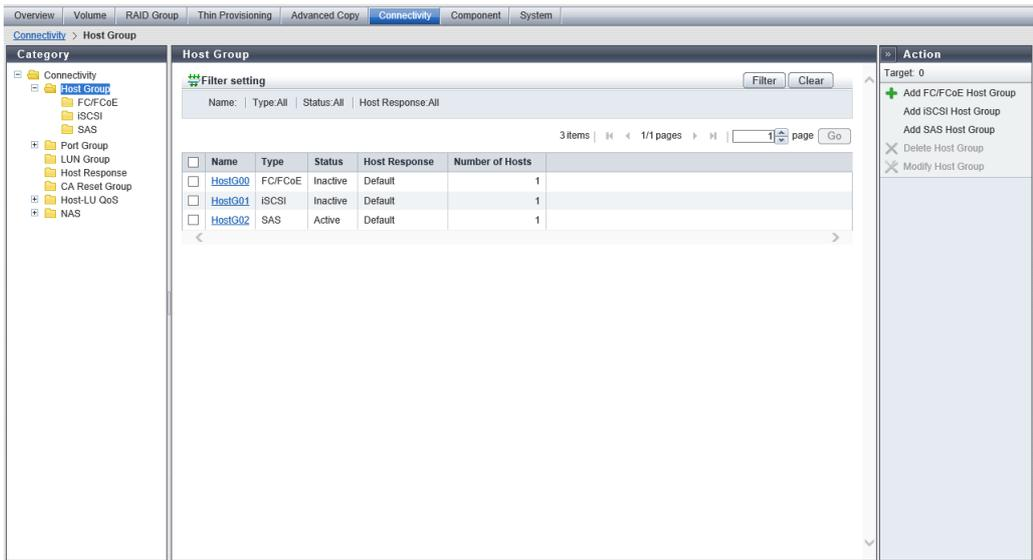 Overview Volume RAID Group Thin Provisioning Advanced Copy Connectivity Component System
Connectivity > Host Group
Category
Connectivity
Host Group
FC/FCoE
iSCSI
SAS
Port Group
LUN Group
Host Response
CA Reset Group
Host-LU QoS
NAS
Host Group
Filter setting Filter Clear
Name: | Type:All | Status:All | Host Response:All
3 items | 1/1 pages | 1 page Go
Name Type Status Host Response Number of Hosts
HostG00 FC/FCoE Inactive Default 1
HostG01 iSCSI Inactive Default 1
HostG02 SAS Active Default 1
» Action
Target: 0
Add FC/FCoE Host Group
Add iSCSI Host Group
Add SAS Host Group
Delete Host Group
Modify Host Group